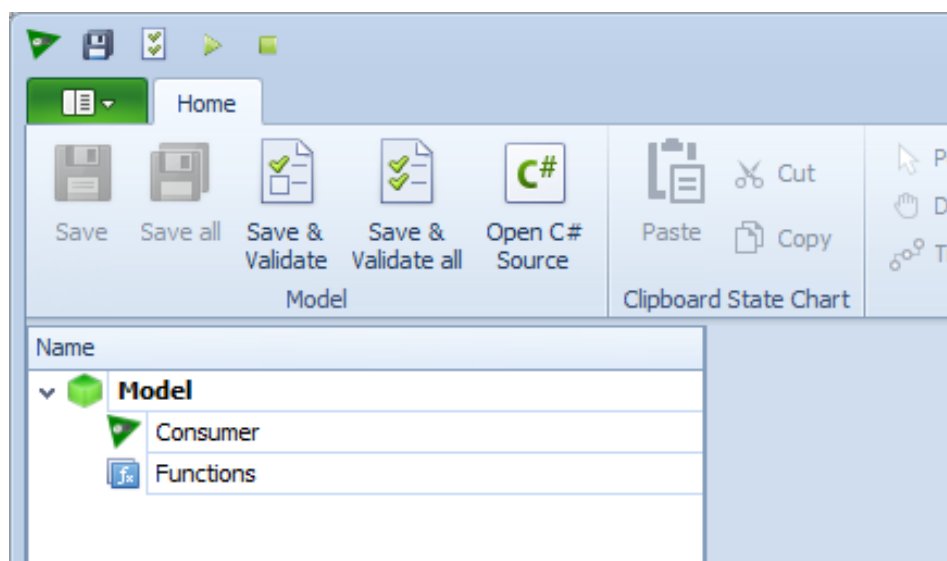 Home
Save
Save all
Save &
Validate
Save &
Validate all
C#
Open C#
Source
Model
Paste
Cut
Copy
Clipboard State Chart
P
D
T
Name
Model
Consumer
fx
Functions